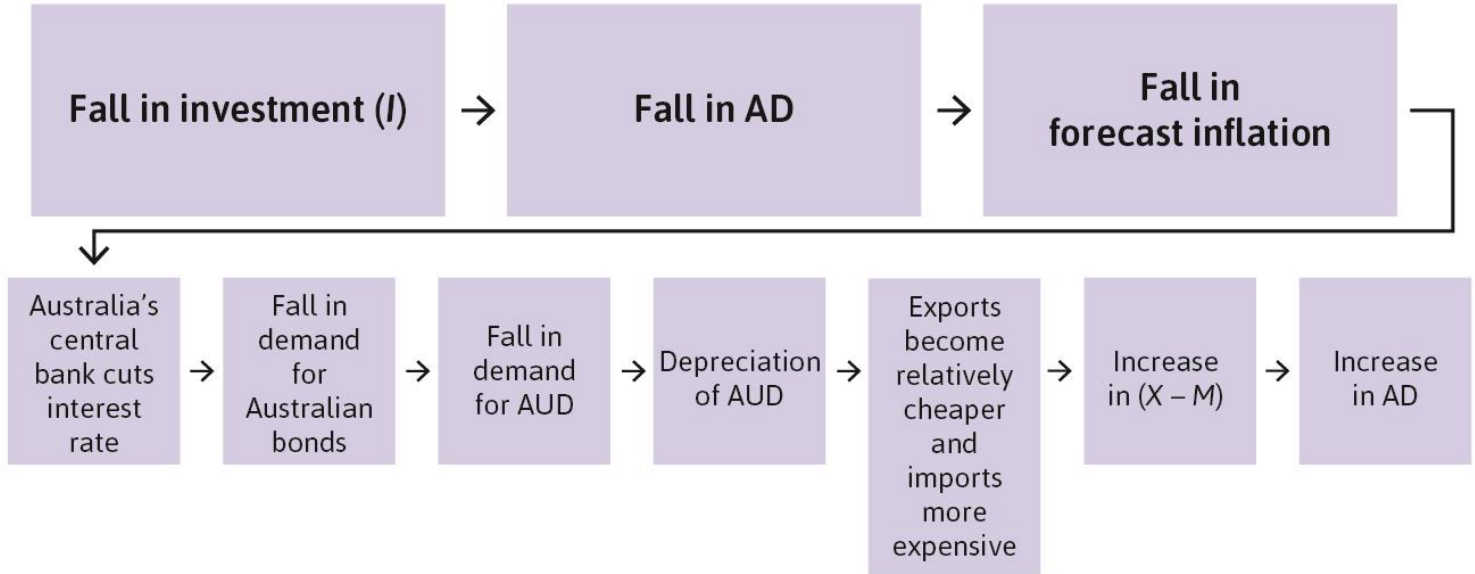 Fall in investment (I)
Fall in AD
Fall in
forecast inflation
Australia's
central
bank cuts
interest
rate
Fall in
demand
for
Australian
bonds
Fall in
demand
for AUD
Depreciation
of AUD
Exports
become
relatively
cheaper
and
imports
more
expensive
Increase
in (X – M)
Increase
in AD